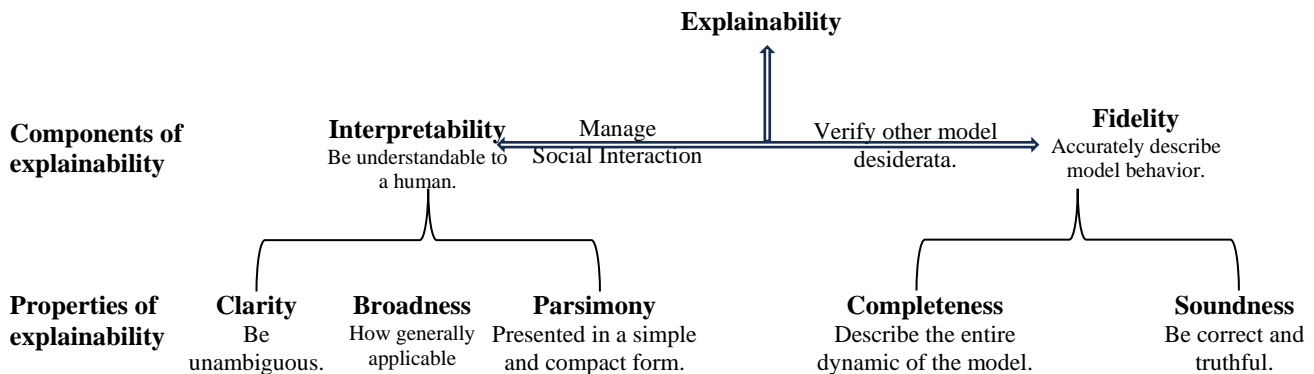 Explainability
Components of
explainability
Interpretability
Be understandable to
a human.
Manage
Social Interaction
Verify other model
desiderata.
Fidelity
Accurately describe
model behavior.
Properties of
explainability
Clarity
Be
unambiguous.
Broadness
How generally
applicable
Parsimony
Presented in a simple
and compact form.
Completeness
Describe the entire
dynamic of the model.
Soundness
Be correct and
truthful.